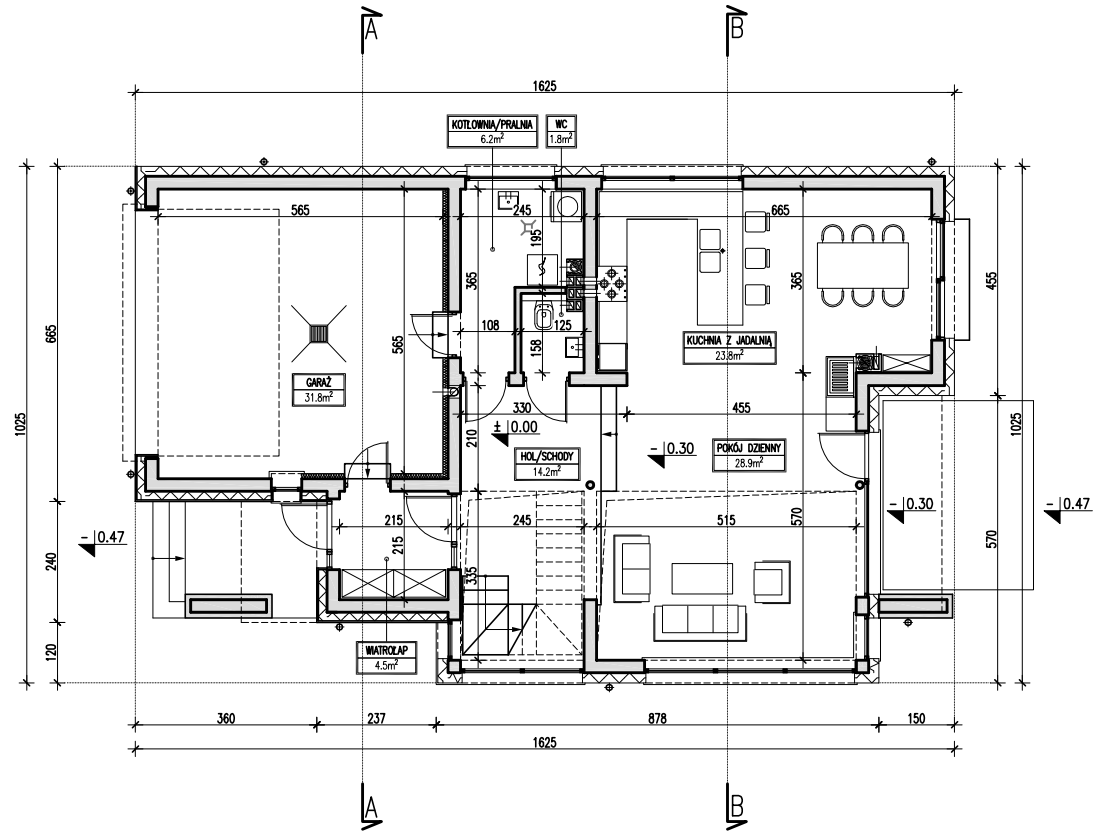 A
B
1625
KOTŁOWNIA/PRALNIA
6.2m²
WC
1.8m²
565
245
665
195
365
365
455
1025
665
108
125
158
565
KUCHNIA Z JADALNIĄ
23.8m²
GARAŻ
31.8m²
330
455
210
± 0.00
1025
HOL/SCHODY
14.2m²
- 0.30
POKÓJ DZIENNY
28.9m²
- 0.30
- 0.47
215
245
515
570
570
- 0.47
215
240
335
120
WIATROŁAP
4.5m²
360
237
878
150
1625
A
B